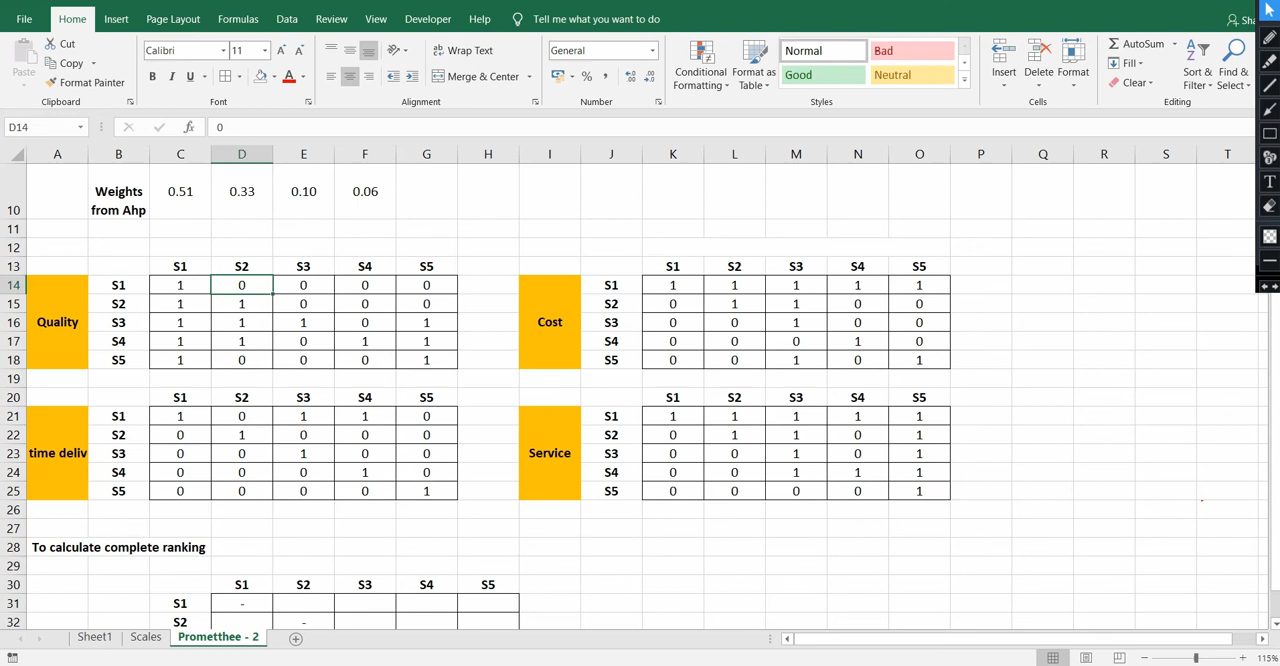 File Home Insert Page Layout Formulas Data Review View Developer Help Tell me what you want to do Sha
Cut
Copy
Format Painter
Paste
Calibri 11
B I U
Wrap Text
Merge & Center
General
Conditional Formatting
Format as Table
Normal Bad
Good Neutral
Insert Delete Format
AutoSum
Fill
Clear
Sort & Filter
Find & Select
Clipboard Font Alignment Number Styles Cells Editing
D14 fx 0
A B C D E F G H I J K L M N O P Q R S T
Weights 0.51 0.33 0.10 0.06
10 from Ahp
11
12
13 S1 S2 S3 S4 S5 S1 S2 S3 S4 S5
14 S1 1 0 0 0 0 S1 1 1 1 1 1
15 S2 1 1 0 0 0 S2 0 1 1 0 0
16 Quality S3 1 1 1 0 1 Cost S3 0 0 1 0 0
17 S4 1 1 0 1 1 S4 0 0 0 1 0
18 S5 1 0 0 0 1 S5 0 0 1 0 1
19
20 S1 S2 S3 S4 S5 S1 S2 S3 S4 S5
21 S1 1 0 1 1 0 S1 1 1 1 1 1
22 S2 0 1 0 0 0 S2 0 1 1 0 1
23 time deliv S3 0 0 1 0 0 Service S3 0 0 1 0 1
24 S4 0 0 0 1 0 S4 0 0 1 1 1
25 S5 0 0 0 0 1 S5 0 0 0 0 1
26
27
28 To calculate complete ranking
29
30 S1 S2 S3 S4 S5
31 S1 -
32 S2 -
Sheet1 Scales Prometthee - 2
115%